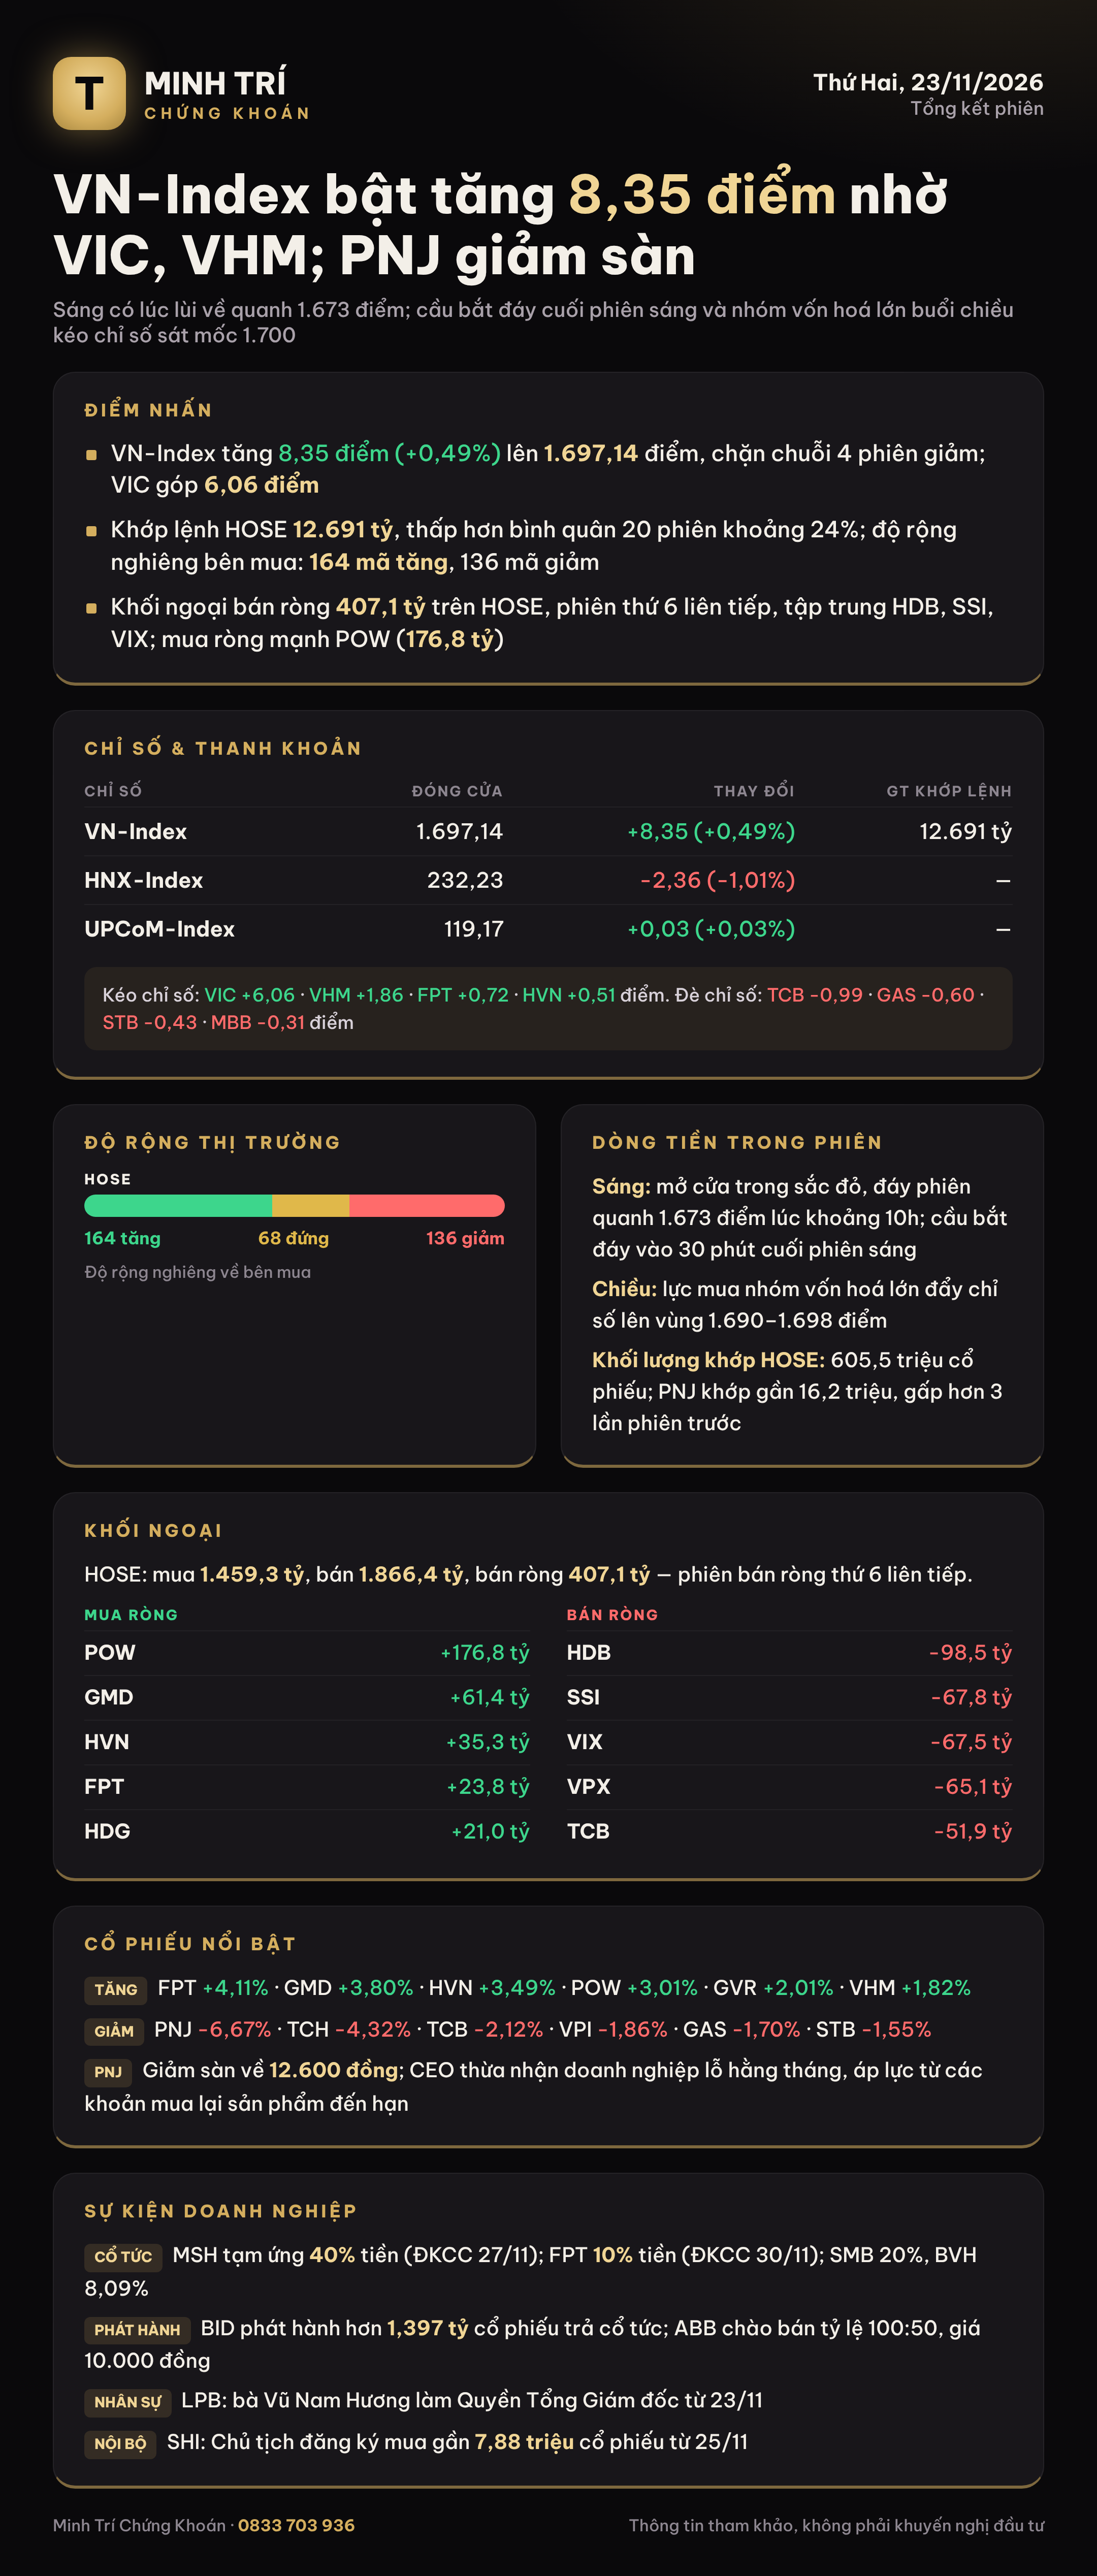 T
MINH TRÍ
CHỨNG KHOÁN
Thứ Hai, 23/11/2026
Tổng kết phiên
VN-Index bật tăng 8,35 điểm nhờ
VIC, VHM; PNJ giảm sàn
Sáng có lúc lùi về quanh 1.673 điểm; cầu bắt đáy cuối phiên sáng và nhóm vốn hoá lớn buổi chiều
kéo chỉ số sát mốc 1.700
ĐIỂM NHẤN
VN-Index tăng 8,35 điểm (+0,49%) lên 1.697,14 điểm, chặn chuỗi 4 phiên giảm;
VIC góp 6,06 điểm
Khớp lệnh HOSE 12.691 tỷ, thấp hơn bình quân 20 phiên khoảng 24%; độ rộng
nghiêng bên mua: 164 mã tăng, 136 mã giảm
Khối ngoại bán ròng 407,1 tỷ trên HOSE, phiên thứ 6 liên tiếp, tập trung HDB, SSI,
VIX; mua ròng mạnh POW (176,8 tỷ)
CHỈ SỐ & THANH KHOẢN
CHỈ SỐ ĐÓNG CỬA THAY ĐỔI GT KHỚP LỆNH
VN-Index 1.697,14 +8,35 (+0,49%) 12.691 tỷ
HNX-Index 232,23 -2,36 (-1,01%) —
UPCoM-Index 119,17 +0,03 (+0,03%) —
Kéo chỉ số: VIC +6,06 · VHM +1,86 · FPT +0,72 · HVN +0,51 điểm. Đè chỉ số: TCB -0,99 · GAS -0,60 ·
STB -0,43 · MBB -0,31 điểm
ĐỘ RỘNG THỊ TRƯỜNG
HOSE
164 tăng 68 đứng 136 giảm
Độ rộng nghiêng về bên mua
DÒNG TIỀN TRONG PHIÊN
Sáng: mở cửa trong sắc đỏ, đáy phiên
quanh 1.673 điểm lúc khoảng 10h; cầu bắt
đáy vào 30 phút cuối phiên sáng
Chiều: lực mua nhóm vốn hoá lớn đẩy chỉ
số lên vùng 1.690–1.698 điểm
Khối lượng khớp HOSE: 605,5 triệu cổ
phiếu; PNJ khớp gần 16,2 triệu, gấp hơn 3
lần phiên trước
KHỐI NGOẠI
HOSE: mua 1.459,3 tỷ, bán 1.866,4 tỷ, bán ròng 407,1 tỷ — phiên bán ròng thứ 6 liên tiếp.
MUA RÒNG BÁN RÒNG
POW +176,8 tỷ HDB -98,5 tỷ
GMD +61,4 tỷ SSI -67,8 tỷ
HVN +35,3 tỷ VIX -67,5 tỷ
FPT +23,8 tỷ VPX -65,1 tỷ
HDG +21,0 tỷ TCB -51,9 tỷ
CỔ PHIẾU NỔI BẬT
TĂNG FPT +4,11% · GMD +3,80% · HVN +3,49% · POW +3,01% · GVR +2,01% · VHM +1,82%
GIẢM PNJ -6,67% · TCH -4,32% · TCB -2,12% · VPI -1,86% · GAS -1,70% · STB -1,55%
PNJ Giảm sàn về 12.600 đồng; CEO thừa nhận doanh nghiệp lỗ hằng tháng, áp lực từ các
khoản mua lại sản phẩm đến hạn
SỰ KIỆN DOANH NGHIỆP
CỔ TỨC MSH tạm ứng 40% tiền (ĐKCC 27/11); FPT 10% tiền (ĐKCC 30/11); SMB 20%, BVH
8,09%
PHÁT HÀNH BID phát hành hơn 1,397 tỷ cổ phiếu trả cổ tức; ABB chào bán tỷ lệ 100:50, giá
10.000 đồng
NHÂN SỰ LPB: bà Vũ Nam Hương làm Quyền Tổng Giám đốc từ 23/11
NỘI BỘ SHI: Chủ tịch đăng ký mua gần 7,88 triệu cổ phiếu từ 25/11
Minh Trí Chứng Khoán · 0833 703 936
Thông tin tham khảo, không phải khuyến nghị đầu tư